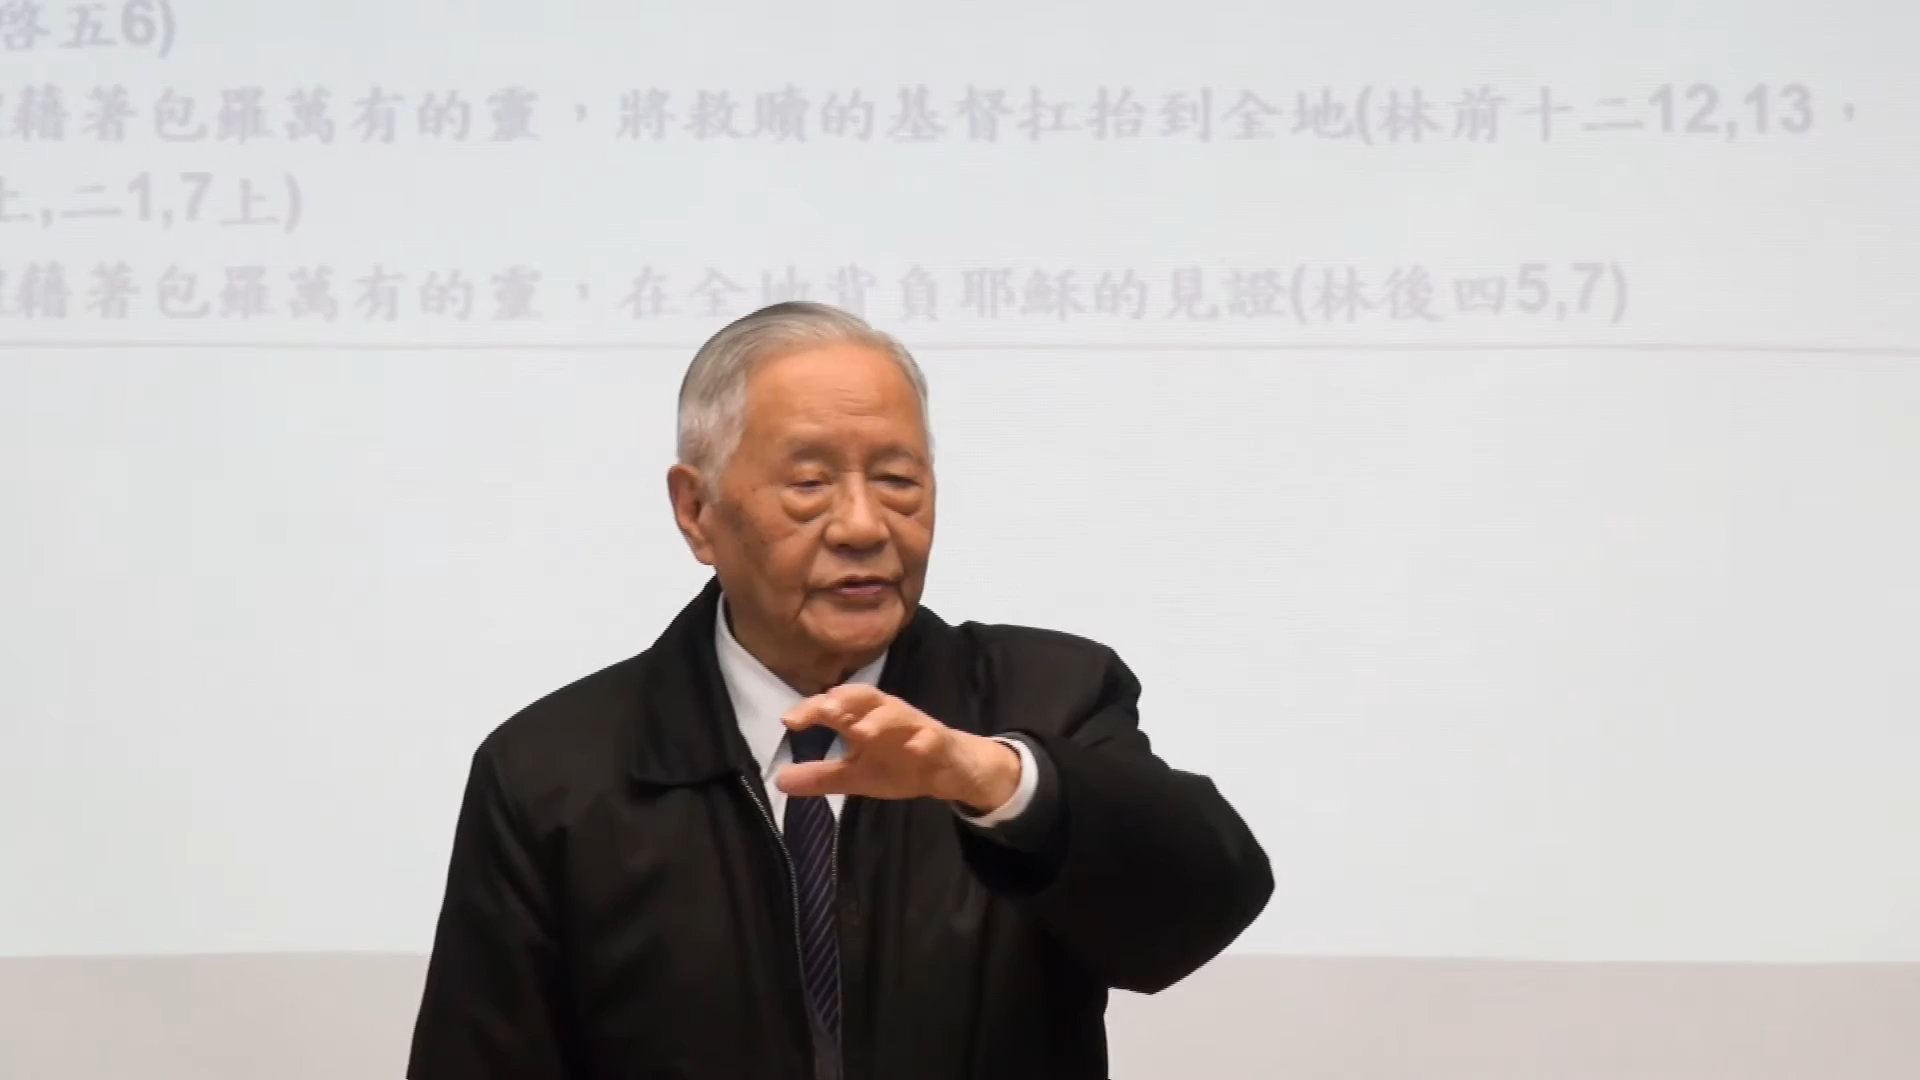 啓五6)
藉著包羅萬有的靈，將救贖的基督扛抬到全地(林前十二12,13，
上,二1,7上)
藉著包羅萬有的靈，在全地背負耶穌的見證(林後四5,7)